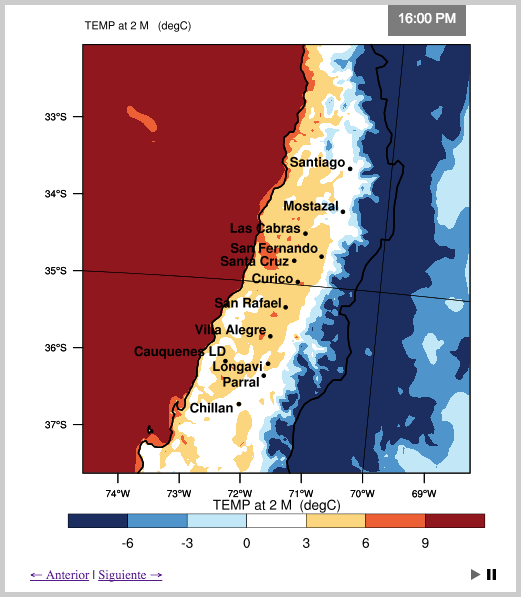 16:00 PM
TEMP at 2 M (degC)
33°S
Santiago
34°S
Mostazal
Las Cabras
San Fernando
Santa Cruz
35°S
Curico
San Rafael
Villa Alegre
36°S
Cauquenes LD
Longavi
Parral
Chillan
37°S
74°W 73°W 72°W 71°W 70°W 69°W
TEMP at 2 M (degC)
-6 -3 0 3 6 9
← Anterior | Siguiente →